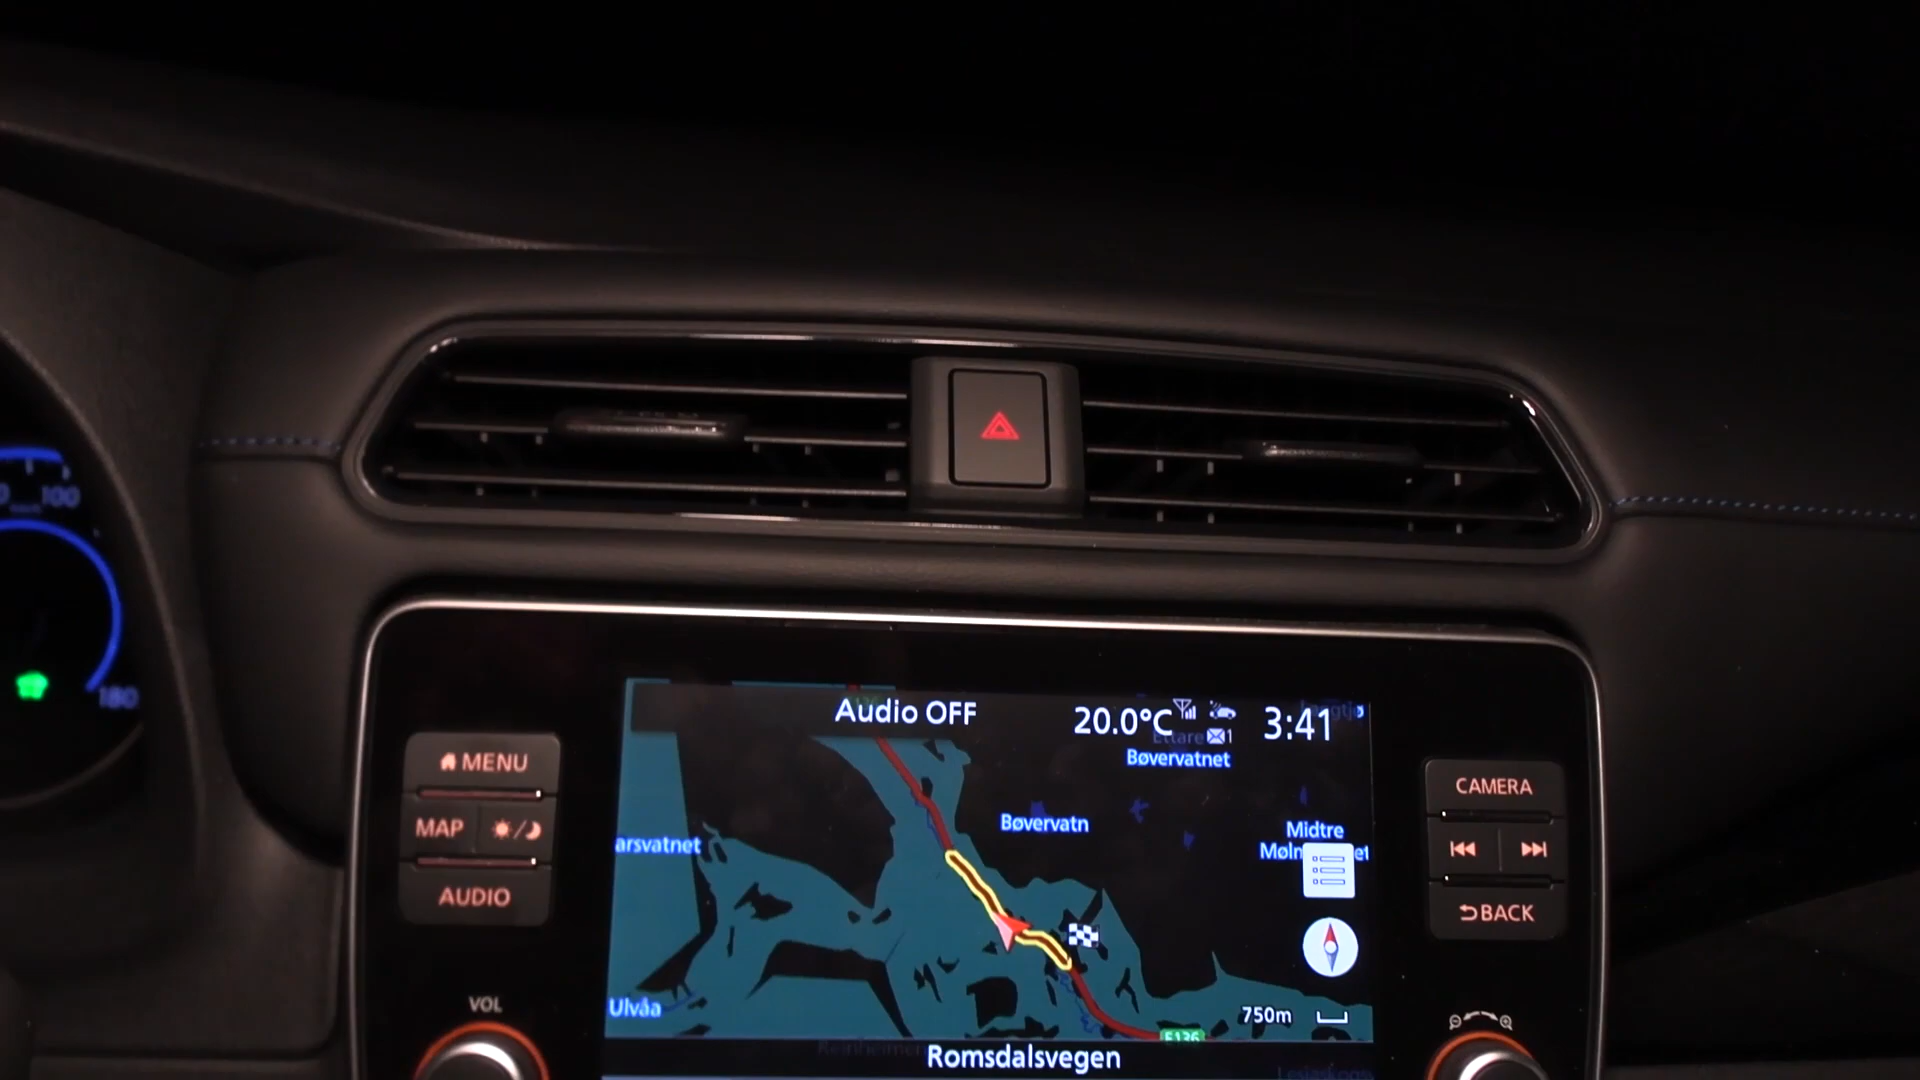 100
180
MENU
MAP
AUDIO
VOL
Audio OFF
20.0°C
1
3:41
Bøvervatnet
Bøvervatn
Midtre
arsvatnet
Ulvåa
750m
E136
Romsdalsvegen
CAMERA
BACK